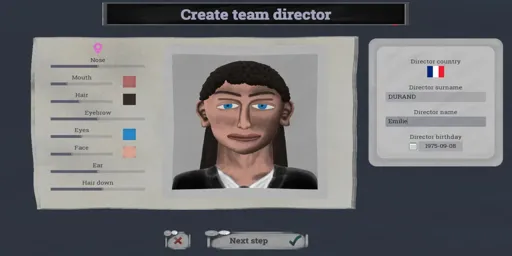 Create team director
Nose
Mouth
Hair
Eyebrow
Eyes
Face
Ear
Hair down
Director country
Director surname
DURAND
Director name
Emilie
Director birthday
1975-09-08
Next step